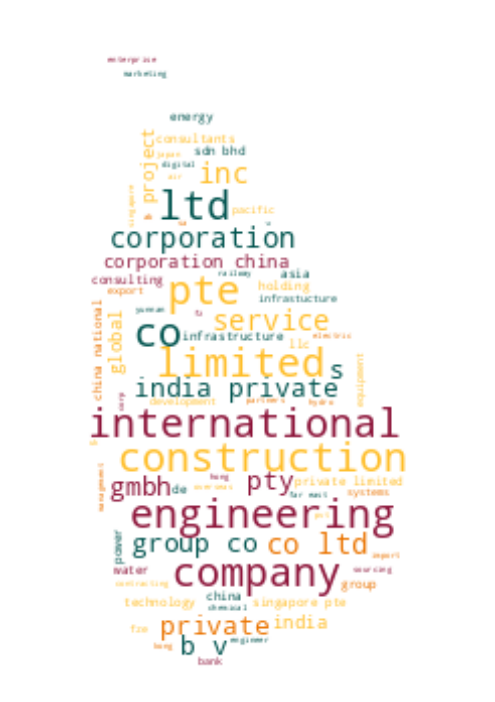 enterprise
marketing
energy
consultants
sdn bhd
japan
digital
project
inc
air
singapore
ltd
pacific
corporation
corporation china
railway
asia
consulting
export
pte
holding
infrastucture
yunnan
china national
global
service
co
infrastructure
electric
llc
limited
s
equipment
india private
development
partners
hydro
corp
international
construction
management
hong
pty
private limited
gmbh
de
overseas
far east
systems
engineering
power
group co
co ltd
import
water
company
sourcing
contracting
group
china
technology
chemical
singapore pte
fze
private
india
b v
engineer
bank